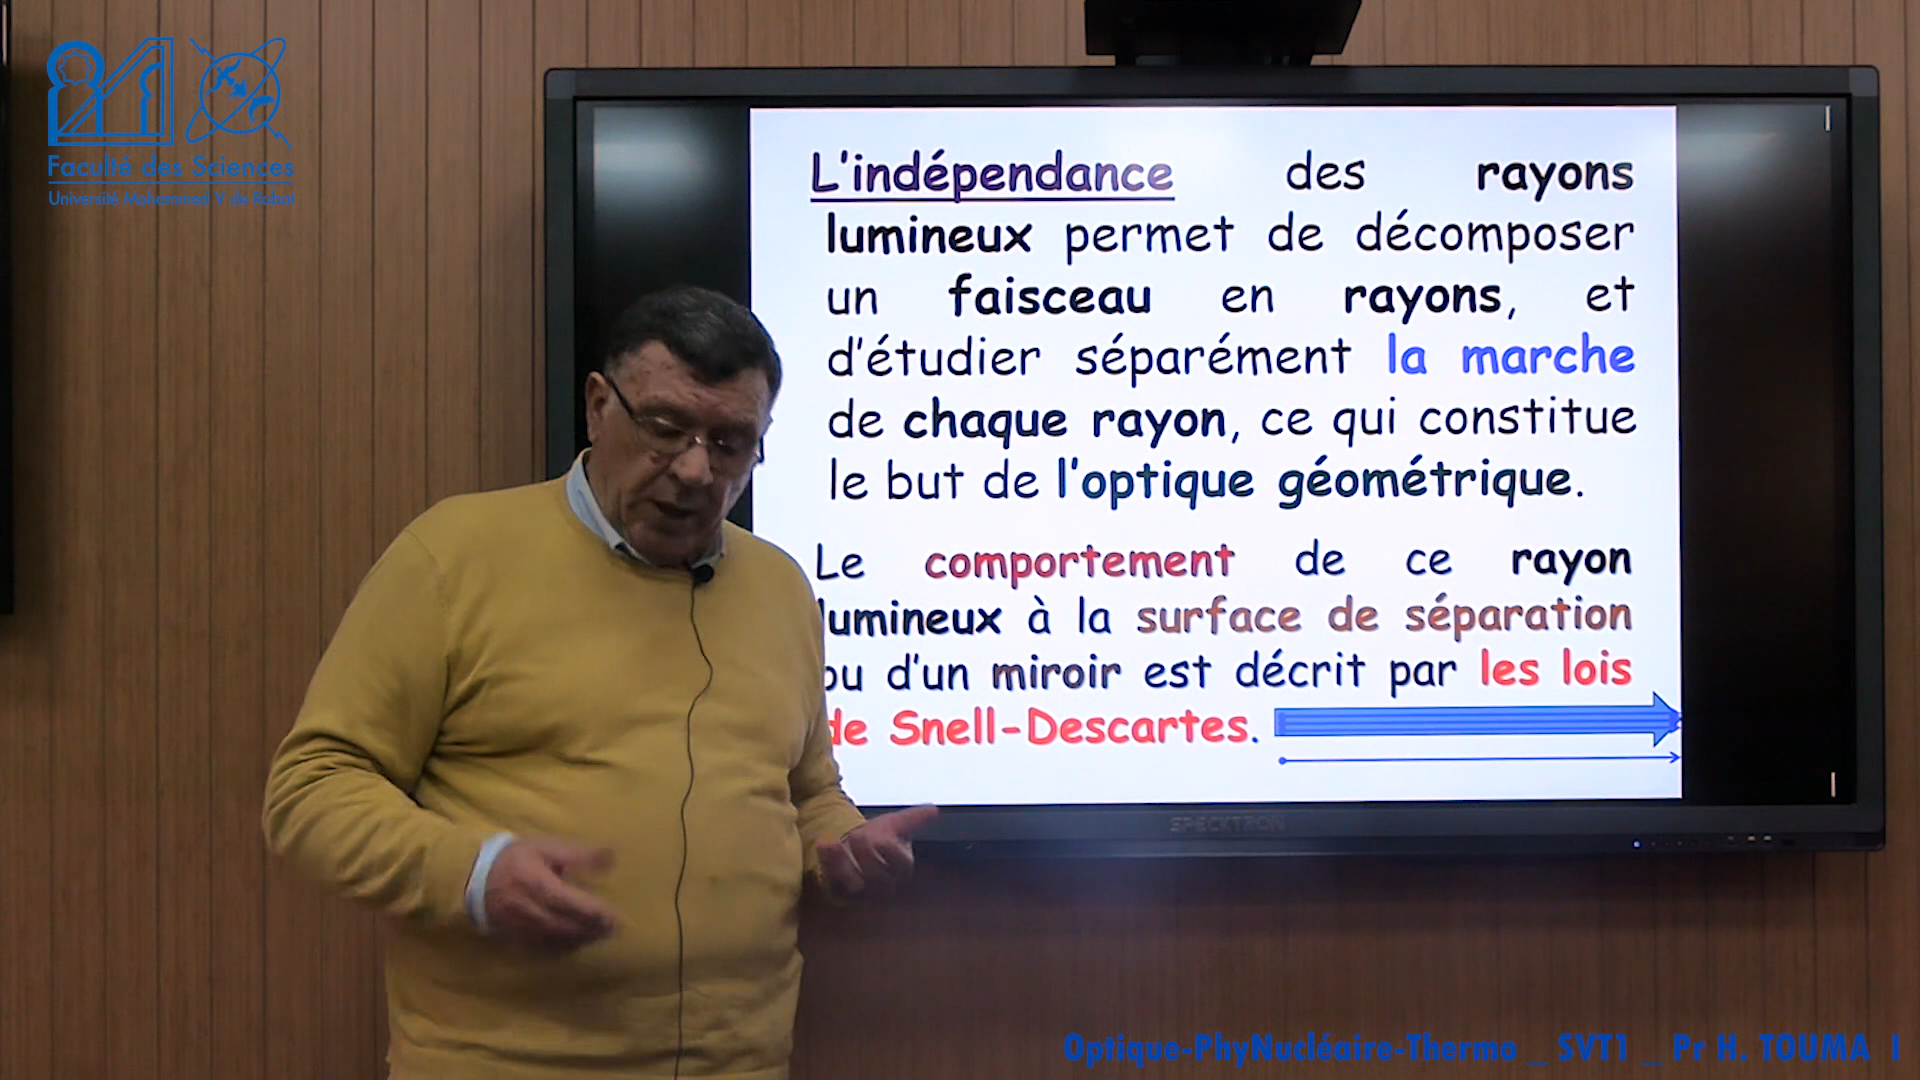 Faculté des Sciences
Université Mohammed V de Rabat
L'indépendance des rayons
lumineux permet de décomposer
un faisceau en rayons, et
d'étudier séparément la marche
de chaque rayon, ce qui constitue
le but de l'optique géométrique.
Le comportement de ce rayon
lumineux à la surface de séparation
ou d'un miroir est décrit par les lois
de Snell-Descartes.
SPECKTRON
Optique-PhyNucléaire-Thermo _ SVT1 _ Pr H. TOUMA I